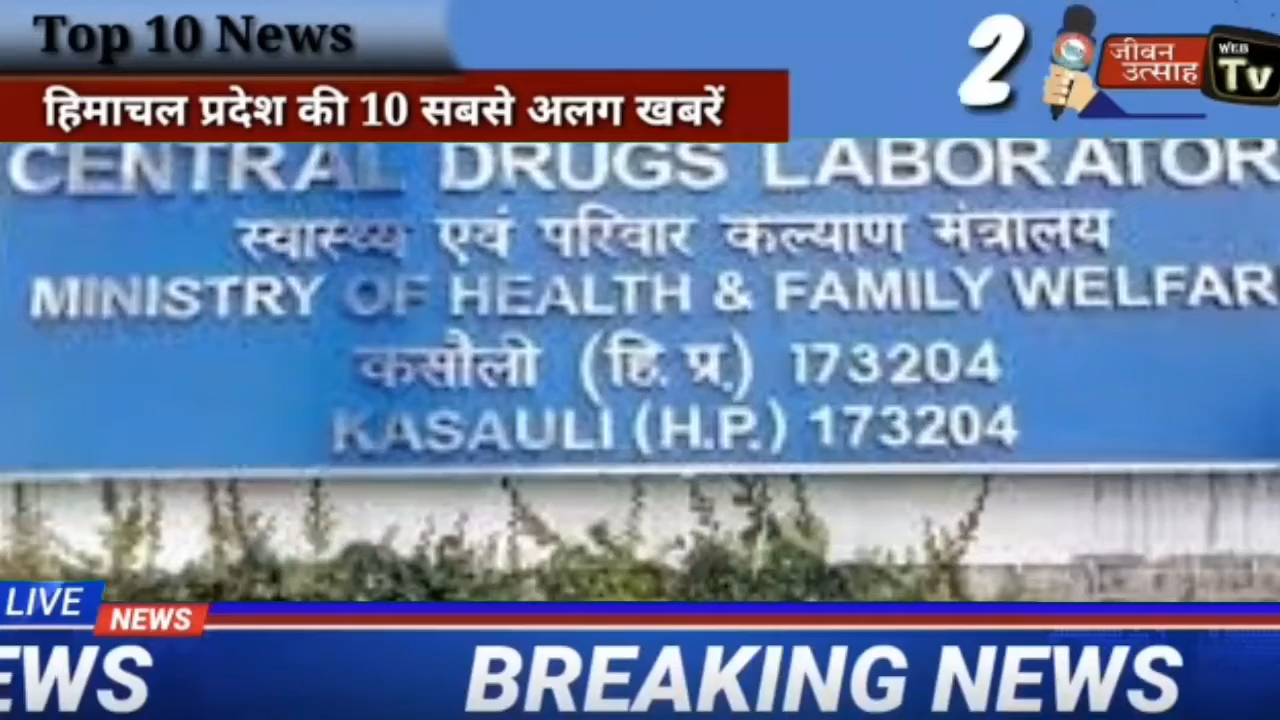 Top 10 News
हिमाचल प्रदेश की 10 सबसे अलग खबरें
2
जीवन
उत्साह
WEB
Tv
CENTRAL DRUGS LABORATOR
स्वास्थ्य एवं परिवार कल्याण मंत्रालय
MINISTRY OF HEALTH & FAMILY WELFAR
कसौली (हि. प्र.) 173204
KASAULI (H.P.) 173204
LIVE
NEWS
EWS BREAKING NEWS